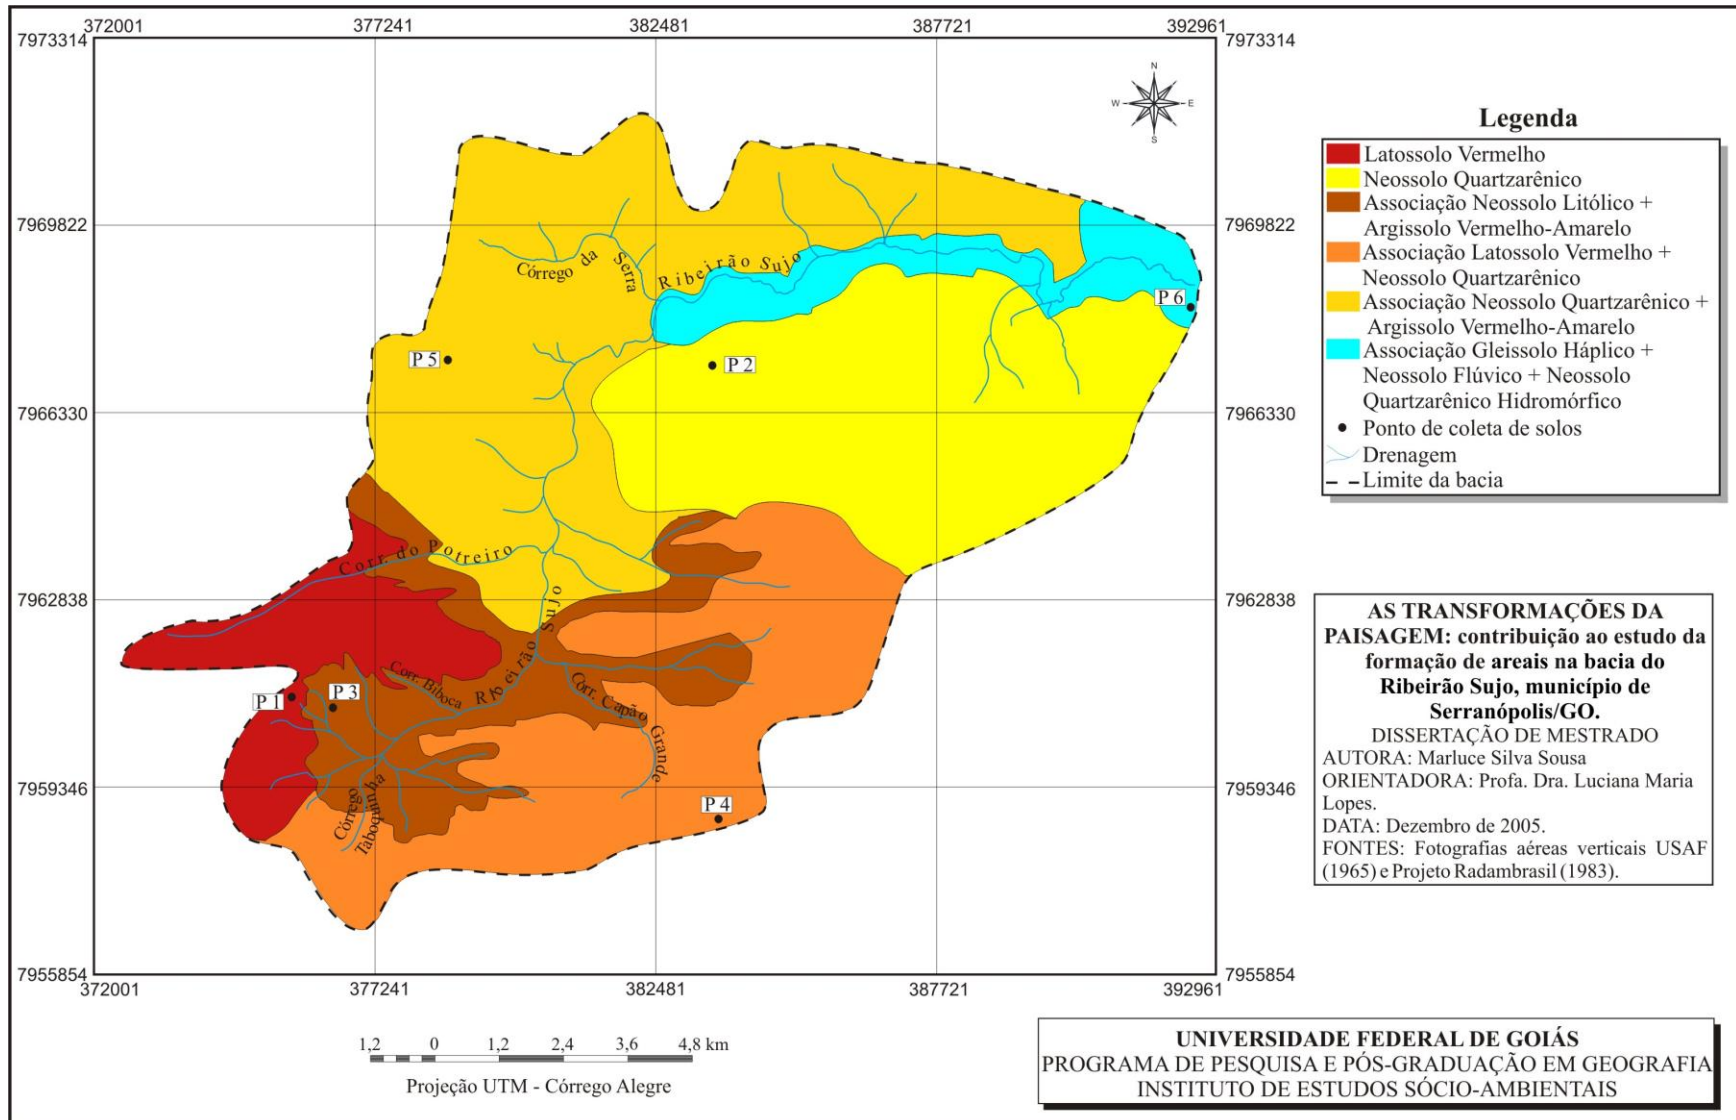 372001
377241
382481
387721
392961
7973314
7973314
N
W
E
S
7969822
7969822
Córrego da Serra
Ribeirão Sujo
P 6
P 5
P 2
7966330
7966330
Corr. do Potreiro
7962838
7962838
Ribeirão Sujo
Corr. Biboca
P 1
P 3
Córr. Capão Grande
7959346
7959346
Córrego
Taboquinha
P 4
7955854
7955854
372001
377241
382481
387721
392961
1,2
0
1,2
2,4
3,6
4,8 km
Projeção UTM - Córrego Alegre
Legenda
Latossolo Vermelho
Neossolo Quartzarênico
Associação Neossolo Litólico +
Argissolo Vermelho-Amarelo
Associação Latossolo Vermelho +
Neossolo Quartzarênico
Associação Neossolo Quartzarênico +
Argissolo Vermelho-Amarelo
Associação Gleissolo Háplico +
Neossolo Flúvico + Neossolo
Quartzarênico Hidromórfico
Ponto de coleta de solos
Drenagem
Limite da bacia
AS TRANSFORMAÇÕES DA
PAISAGEM: contribuição ao estudo da
formação de areais na bacia do
Ribeirão Sujo, município de
Serranópolis/GO.
DISSERTAÇÃO DE MESTRADO
AUTORA: Marluce Silva Sousa
ORIENTADORA: Profa. Dra. Luciana Maria
Lopes.
DATA: Dezembro de 2005.
FONTES: Fotografias aéreas verticais USAF
(1965) e Projeto Radambrasil (1983).
UNIVERSIDADE FEDERAL DE GOIÁS
PROGRAMA DE PESQUISA E PÓS-GRADUAÇÃO EM GEOGRAFIA
INSTITUTO DE ESTUDOS SÓCIO-AMBIENTAIS